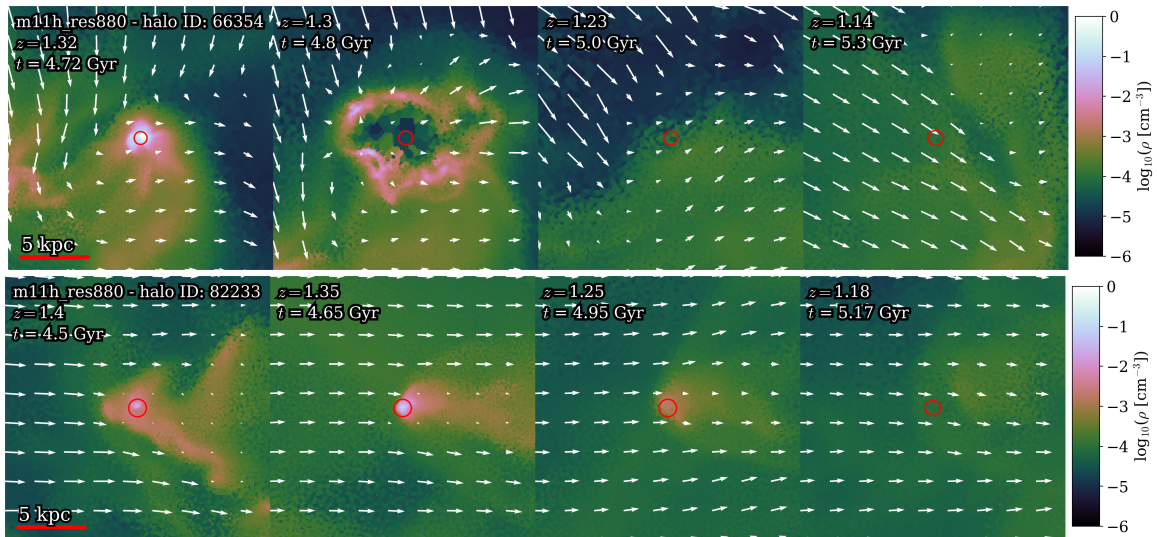 m11h_res880 - halo ID: 66354
z = 1.32
t = 4.72 Gyr
5 kpc
z = 1.3
t = 4.8 Gyr
z = 1.23
t = 5.0 Gyr
z = 1.14
t = 5.3 Gyr
0
−1
−2
−3
−4
−5
−6
log₁₀(ρ [cm⁻³])
m11h_res880 - halo ID: 82233
z = 1.4
t = 4.5 Gyr
5 kpc
z = 1.35
t = 4.65 Gyr
z = 1.25
t = 4.95 Gyr
z = 1.18
t = 5.17 Gyr
0
−1
−2
−3
−4
−5
−6
log₁₀(ρ [cm⁻³])